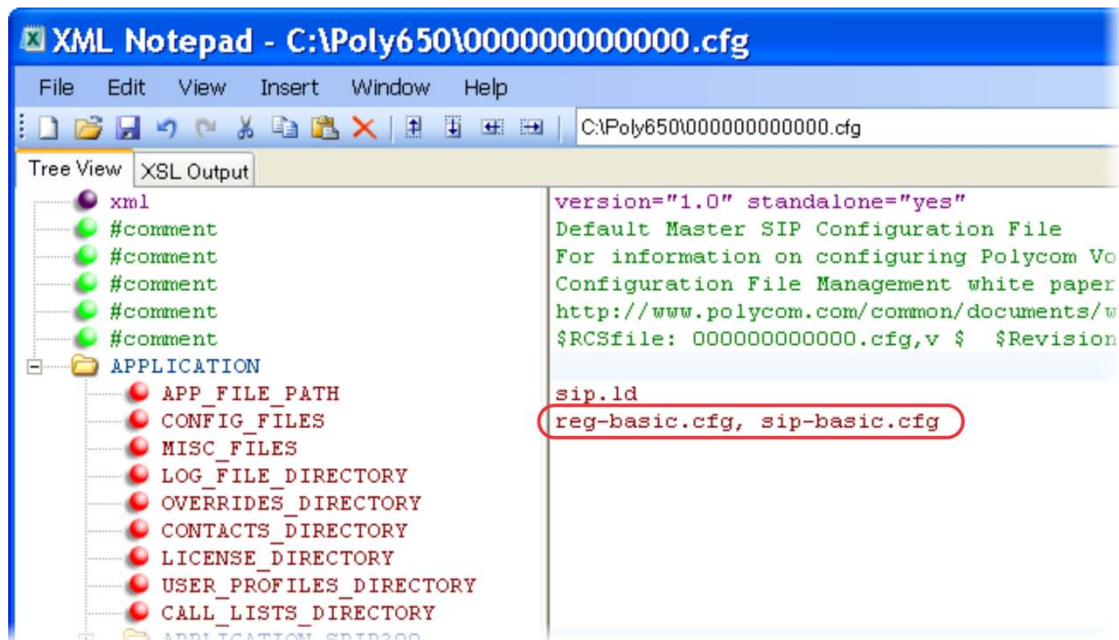 XML Notepad - C:\Poly650\000000000000.cfg
File Edit View Insert Window Help
C:\Poly650\000000000000.cfg
Tree View XSL Output
xml version="1.0" standalone="yes"
#comment Default Master SIP Configuration File
#comment For information on configuring Polycom Vo
#comment Configuration File Management white paper
#comment http://www.polycom.com/common/documents/w
#comment $RCSfile: 000000000000.cfg,v $ $Revision
APPLICATION
APP_FILE_PATH sip.ld
CONFIG_FILES reg-basic.cfg, sip-basic.cfg
MISC_FILES
LOG_FILE_DIRECTORY
OVERRIDES_DIRECTORY
CONTACTS_DIRECTORY
LICENSE_DIRECTORY
USER_PROFILES_DIRECTORY
CALL_LISTS_DIRECTORY